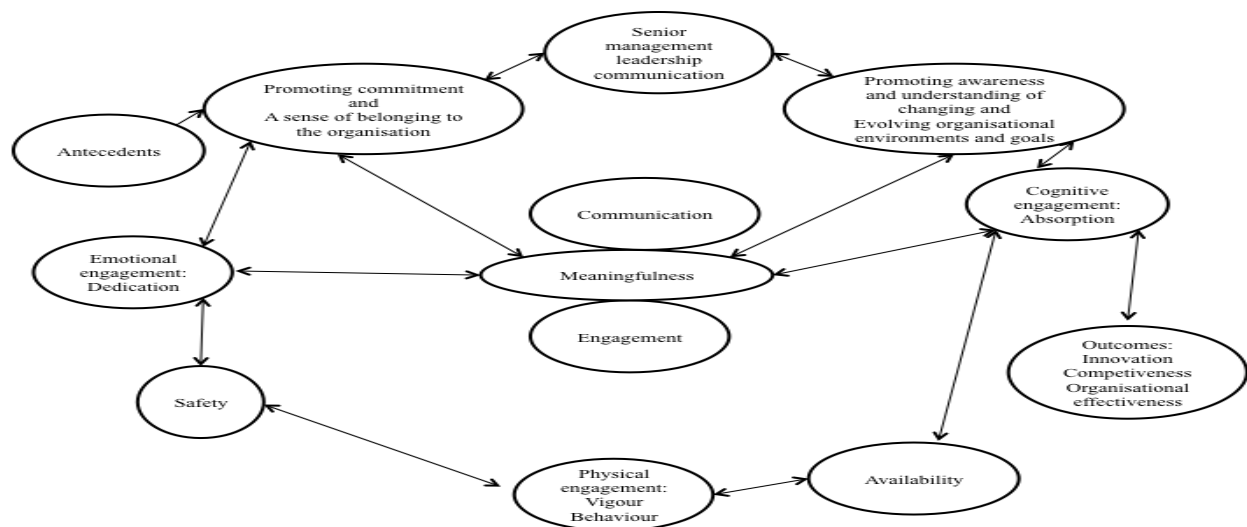 Senior
management
leadership
communication
Promoting commitment
and
A sense of belonging to
the organisation
Promoting awareness
and understanding of
changing and
Evolving organisational
environments and goals
Antecedents
Communication
Cognitive
engagement:
Absorption
Emotional
engagement:
Dedication
Meaningfulness
Engagement
Outcomes:
Innovation
Competiveness
Organisational
effectiveness
Safety
Physical
engagement:
Vigour
Behaviour
Availability